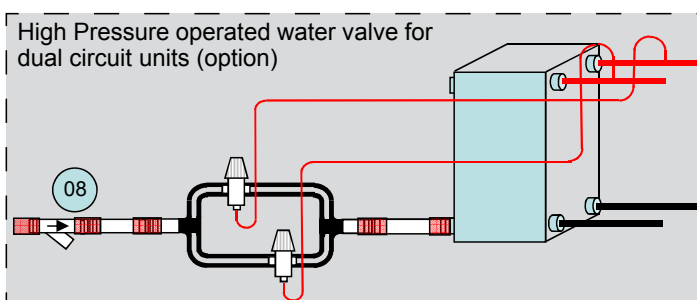 High Pressure operated water valve for
dual circuit units (option)
08